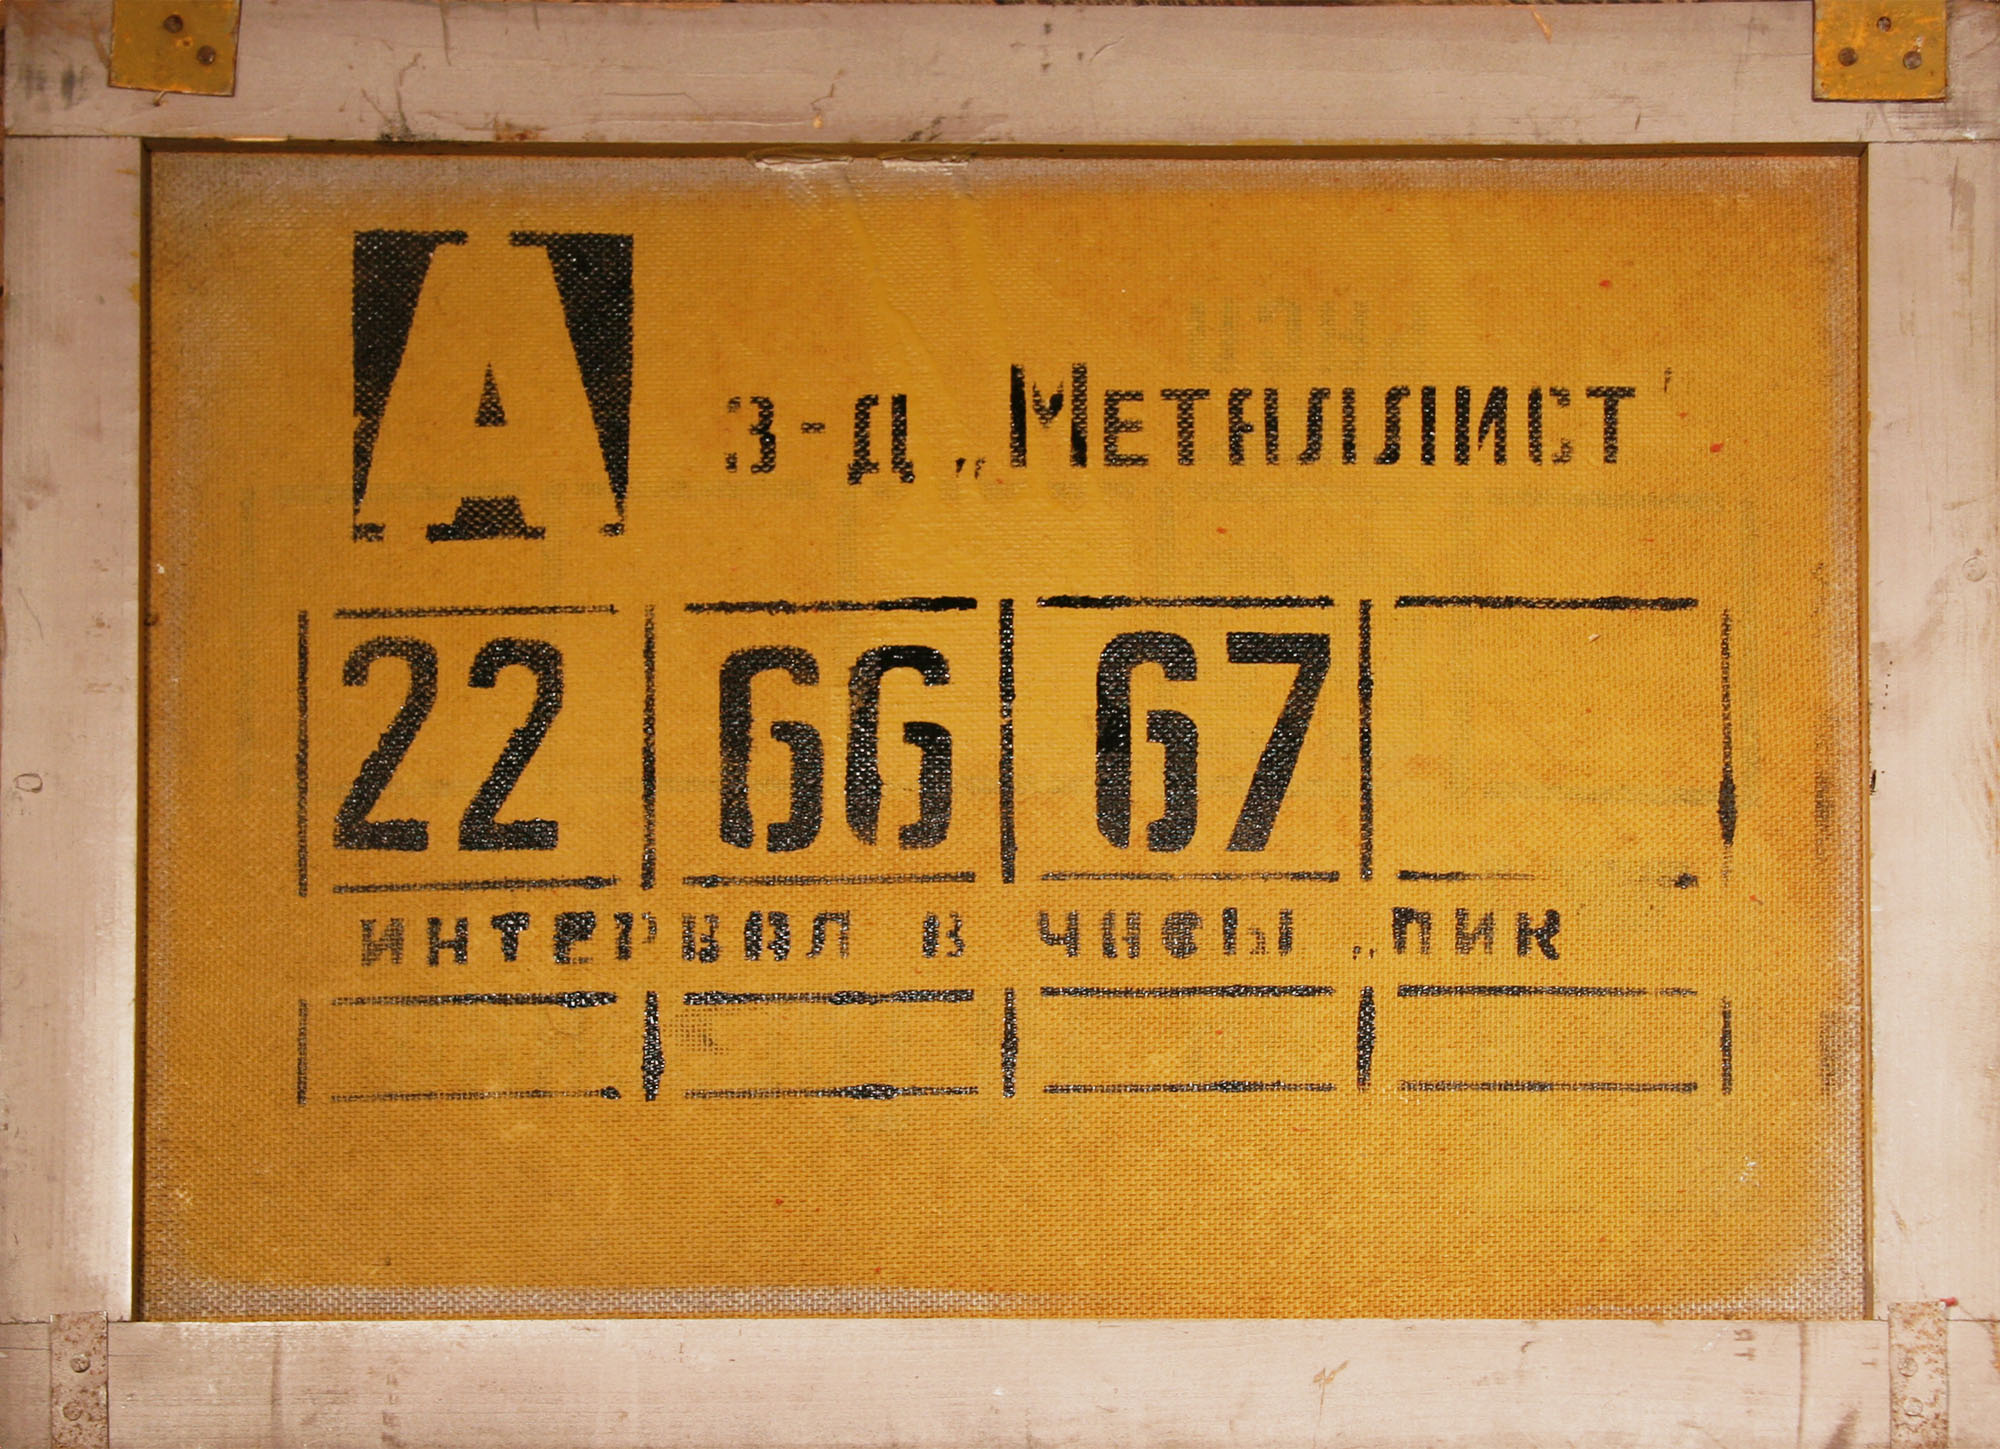 А
З-Д „Металлист"
22 66 67
интервал в часы „пик